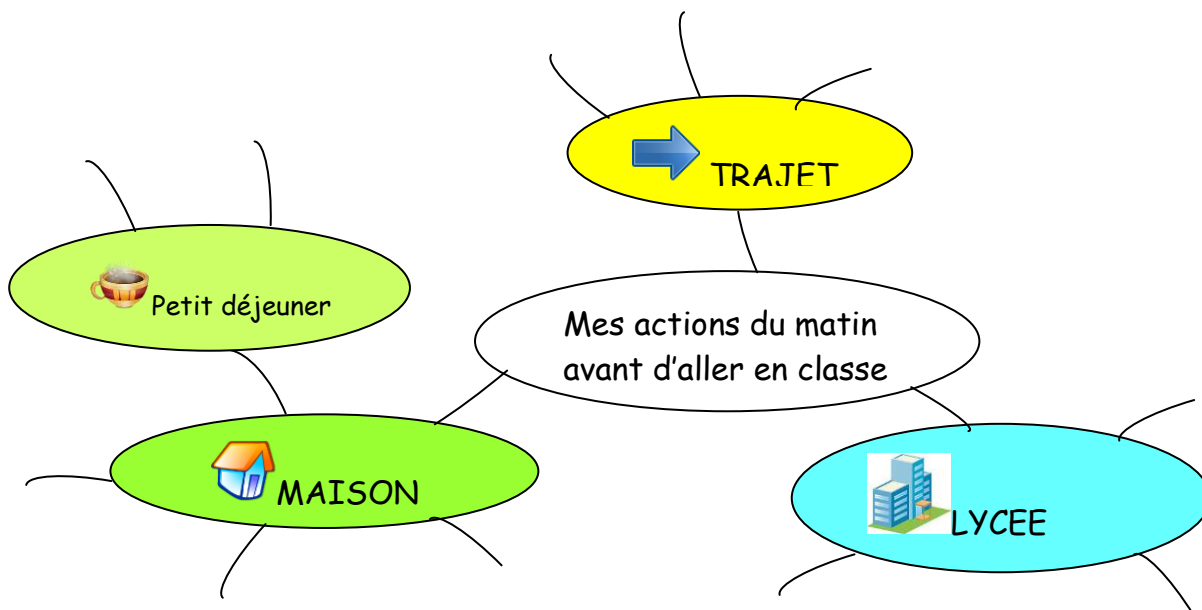 TRAJET
Petit déjeuner
Mes actions du matin
avant d'aller en classe
MAISON
LYCEE